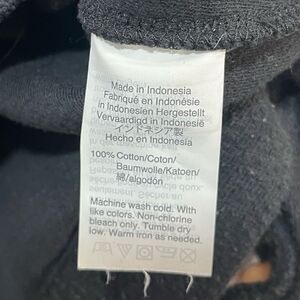 Made in Indonesia
Fabriqué en Indonésie
in Indonesien Hergestellt
Vervaardigd in Indonesië
インドネシア製
Hecho en Indonesia
100% Cotton/Coton/
Baumwolle/Katoen/
綿/algodón
Machine wash cold. With
like colors. Non-chlorine
bleach only. Tumble dry
low. Warm iron as needed.